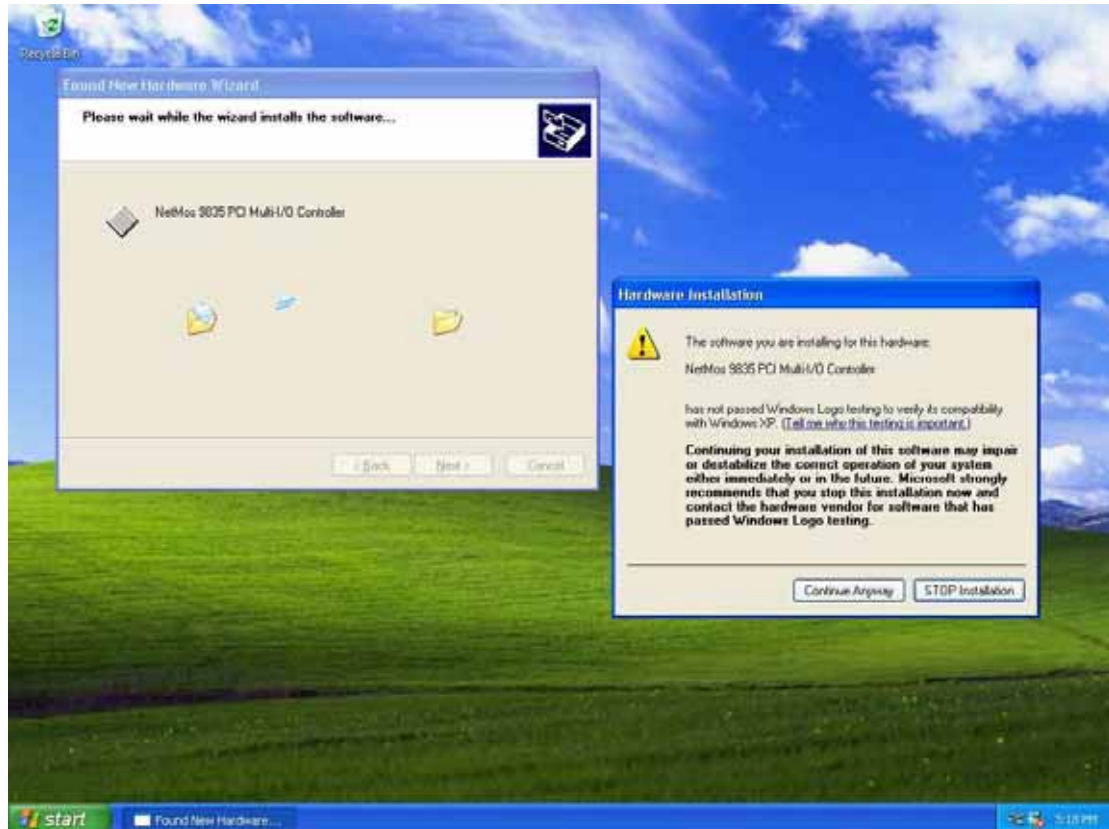 Recycle Bin
Found New Hardware Wizard
Please wait while the wizard installs the software...
NetMos 9835 PCI Multi-I/O Controller
< Back
Next >
Cancel
Hardware Installation
The software you are installing for this hardware:
NetMos 9835 PCI Multi-I/O Controller
has not passed Windows Logo testing to verify its compatibility
with Windows XP. (Tell me why this testing is important.)
Continuing your installation of this software may impair
or destabilize the correct operation of your system
either immediately or in the future. Microsoft strongly
recommends that you stop this installation now and
contact the hardware vendor for software that has
passed Windows Logo testing.
Continue Anyway
STOP Installation
start
Found New Hardware...
5:18 PM